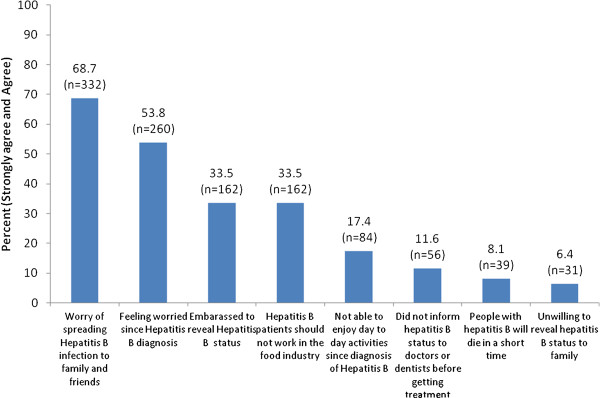 100
90
80
70
60
50
40
30
20
10
0
Percent (Strongly agree and Agree)
68.7
(n=332)
53.8
(n=260)
33.5
(n=162)
33.5
(n=162)
17.4
(n=84)
11.6
(n=56)
8.1
(n=39)
6.4
(n=31)
Worry of
spreading
Hepatitis B
infection to
family and
friends
Feeling worried
since Hepatitis
B diagnosis
Embarassed to
reveal Hepatitis
B status
Hepatitis B
patients should
not work in the
food industry
Not able to
enjoy day to
day activities
since diagnosis
of Hepatitis B
Did not inform
hepatitis B
status to
doctors or
dentists before
getting
treatment
People with
hepatitis B will
die in a short
time
Unwilling to
reveal hepatitis
B status to
family